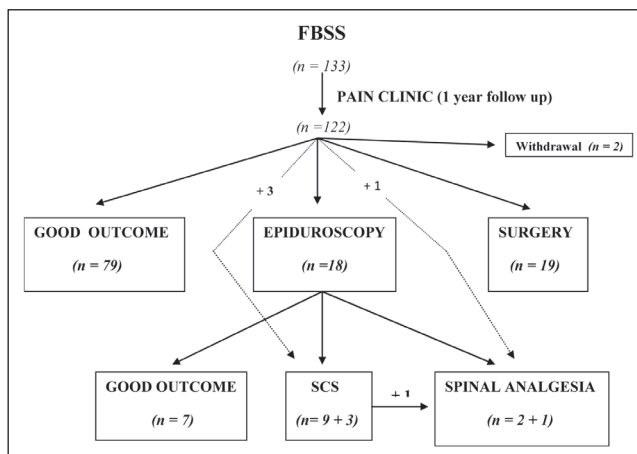 FBSS
(n = 133)
PAIN CLINIC (1 year follow up)
(n =122)
Withdrawal (n = 2)
+ 3
+ 1
GOOD OUTCOME
(n = 79)
EPIDUROSCOPY
(n =18)
SURGERY
(n = 19)
GOOD OUTCOME
(n = 7)
SCS
(n= 9 + 3)
+ 1
SPINAL ANALGESIA
(n = 2 + 1)